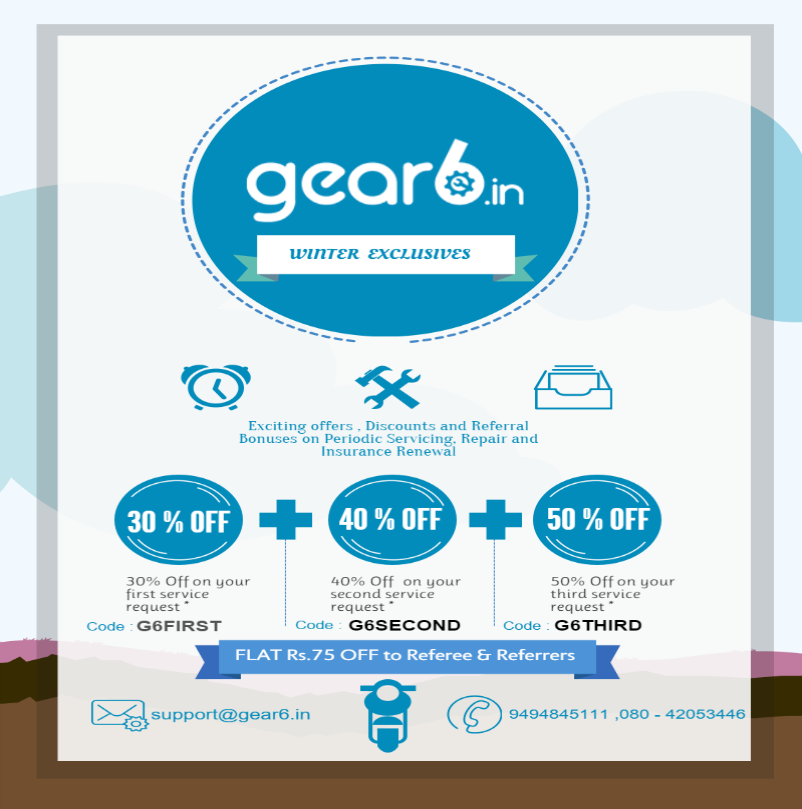 gear6.in
WINTER EXCLUSIVES
Exciting offers , Discounts and Referral
Bonuses on Periodic Servicing, Repair and
Insurance Renewal
30 % OFF
40 % OFF
50 % OFF
30% Off on your
first service
request *
Code : G6FIRST
40% Off on your
second service
request *
Code : G6SECOND
50% Off on your
third service
request *
Code : G6THIRD
FLAT Rs.75 OFF to Referee & Referrers
support@gear6.in
9494845111 ,080 - 42053446